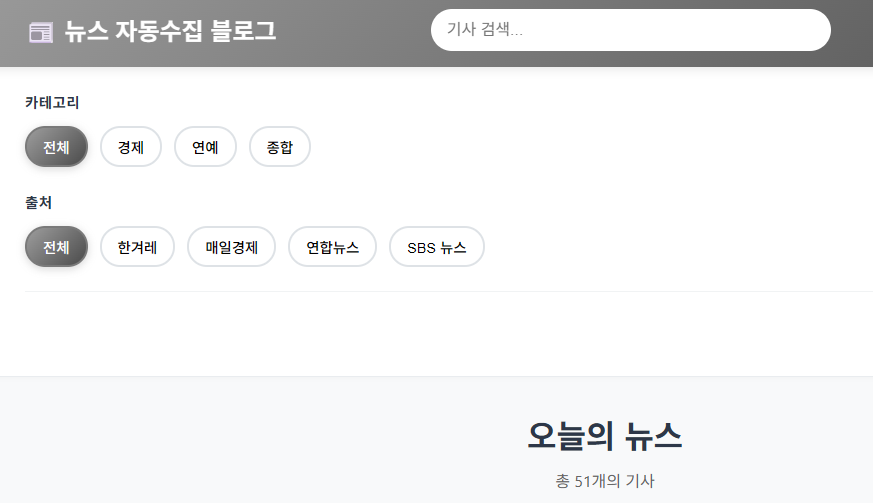 뉴스 자동수집 블로그
기사 검색...
카테고리
전체 경제 연예 종합
출처
전체 한겨레 매일경제 연합뉴스 SBS 뉴스
오늘의 뉴스
총 51개의 기사